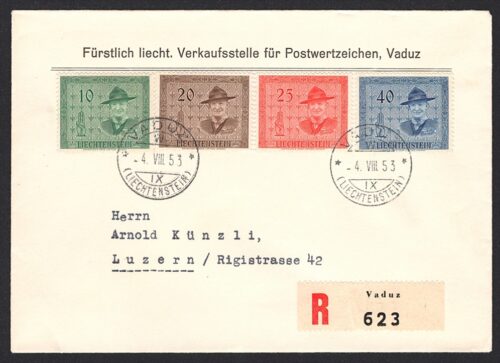 Fürstlich liecht. Verkaufsstelle für Postwertzeichen, Vaduz
10 20 25 40
LIECHTENSTEIN LIECHTENSTEIN LIECHTENSTEIN LIECHTENSTEIN
VADUZ
-4. VIII. 53
IX
(LIECHTENSTEIN)
VADUZ
-4. VIII. 53
IX
(LIECHTENSTEIN)
Herrn
Arnold Künzli,
Luzern / Rigistrasse 42
R
Vaduz
623